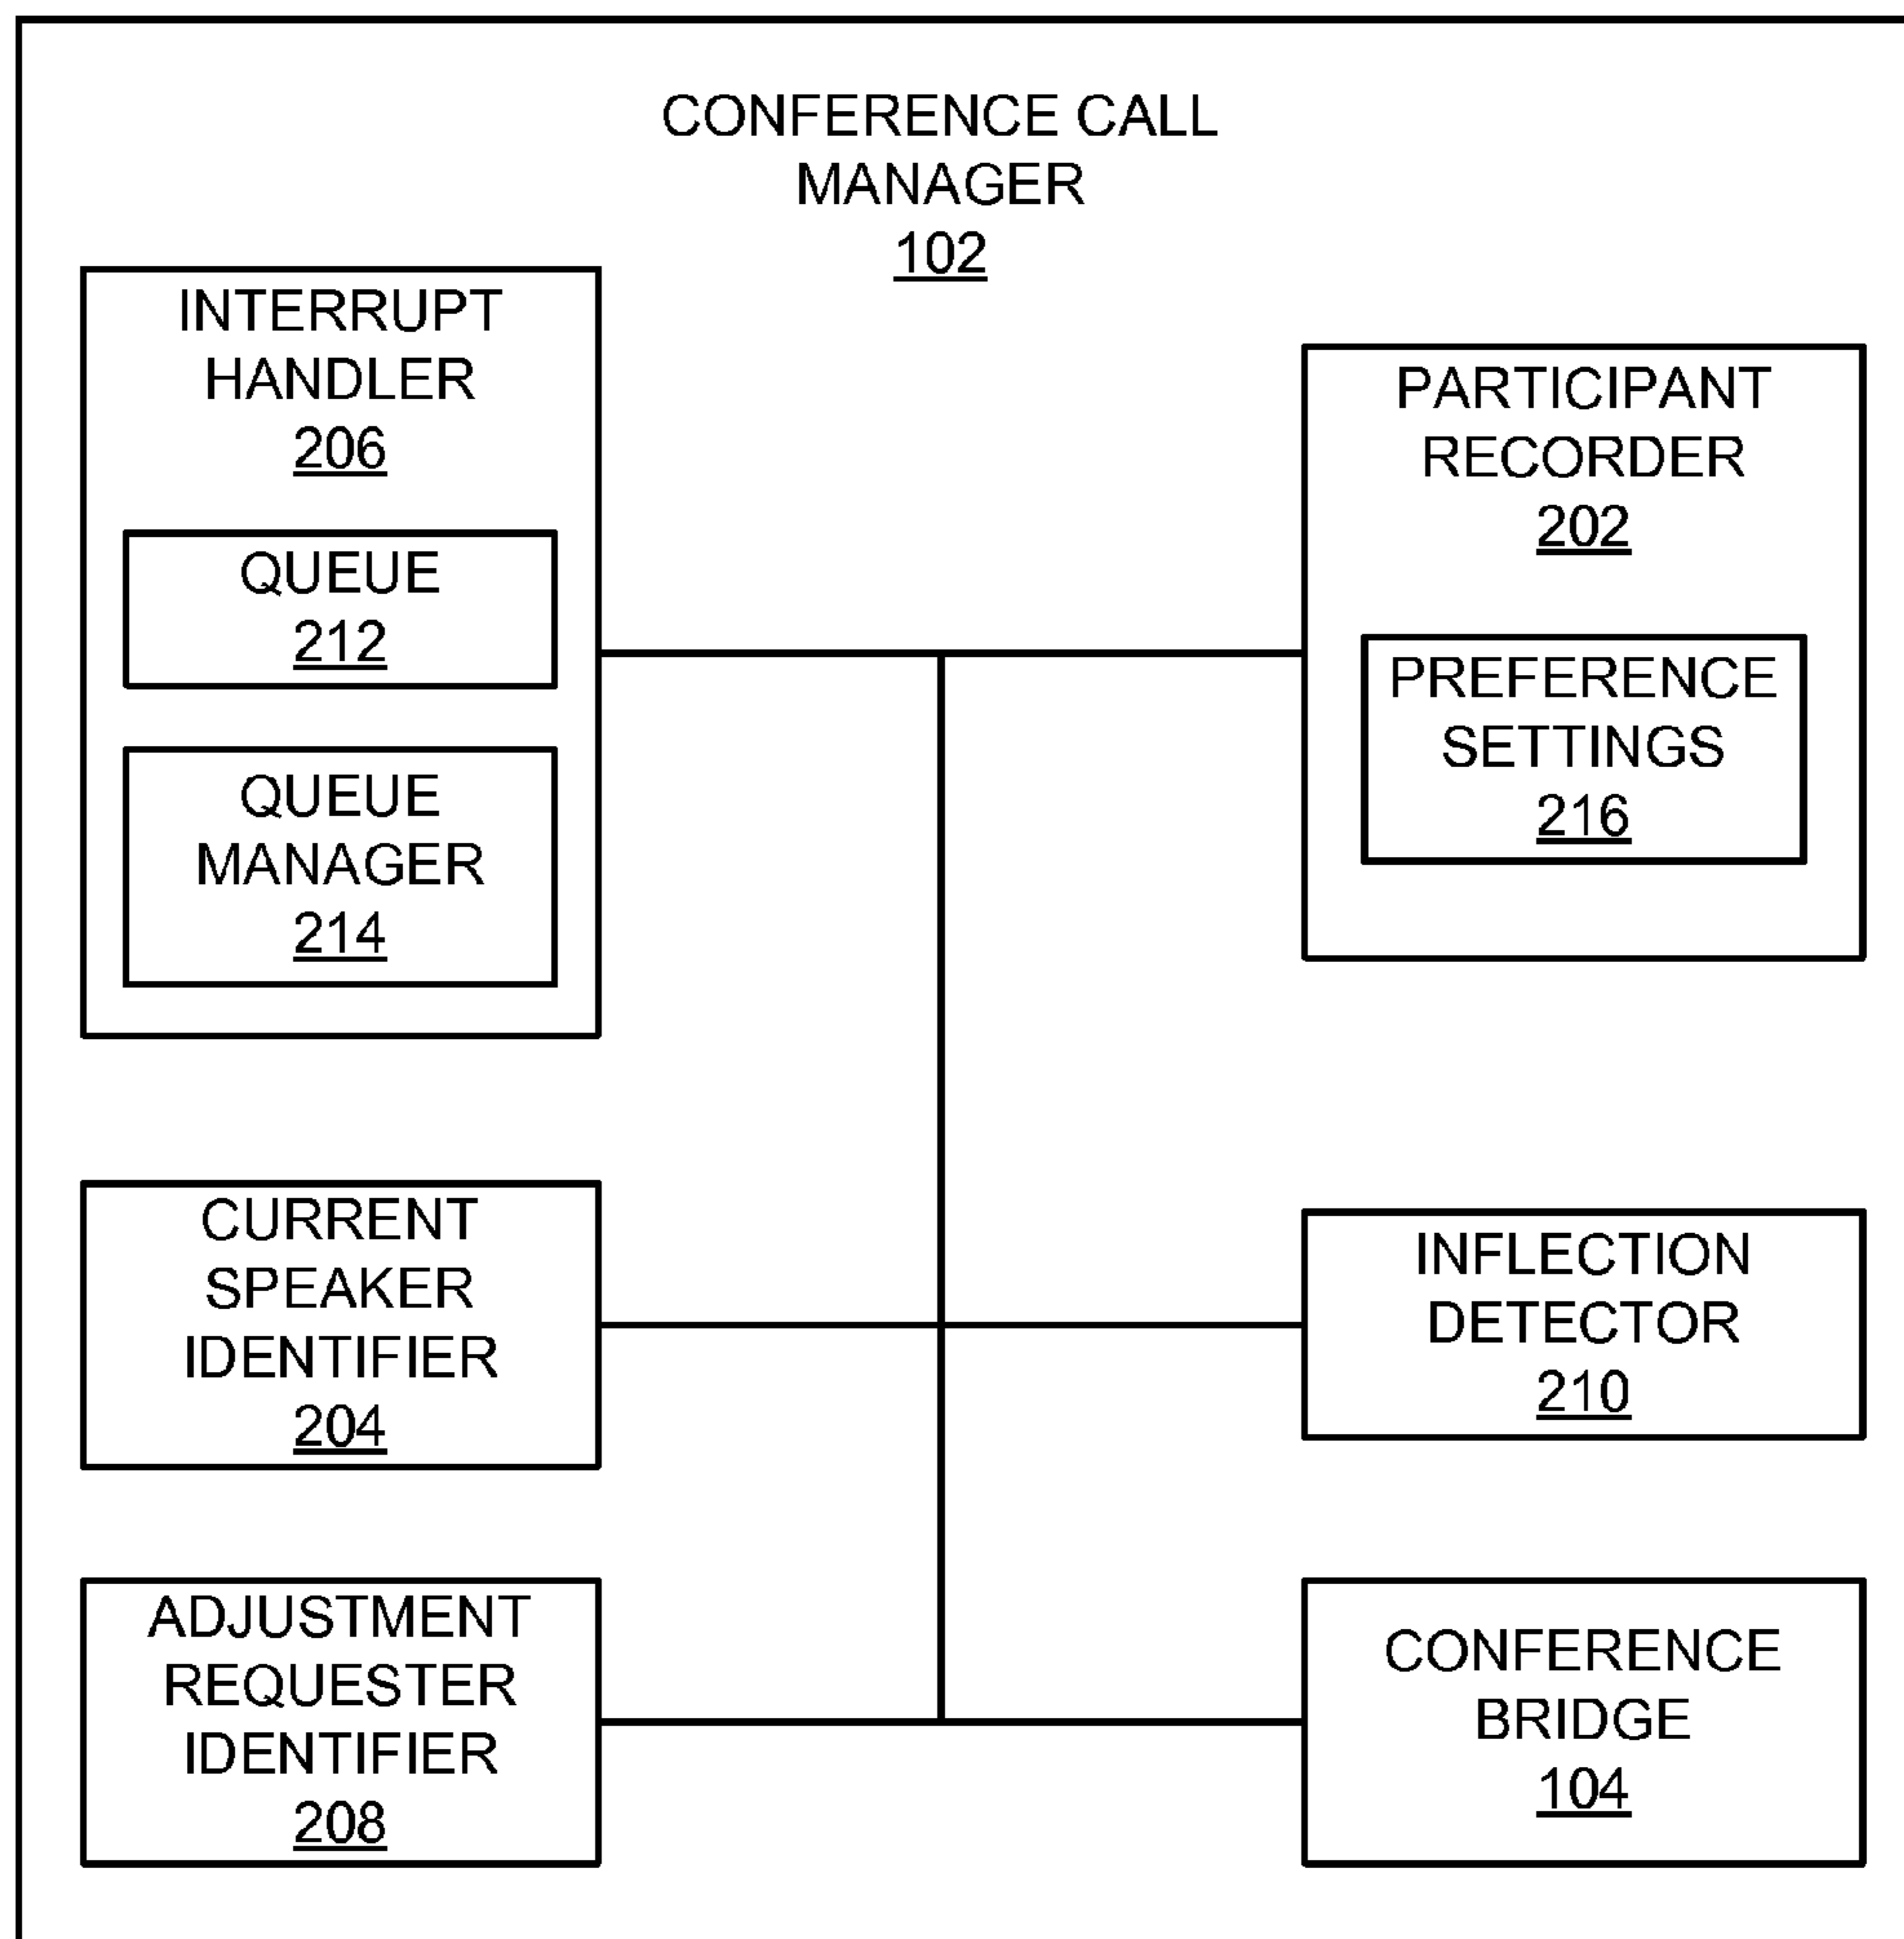 CONFERENCE CALL
MANAGER
102
INTERRUPT
HANDLER
206
QUEUE
212
QUEUE
MANAGER
214
PARTICIPANT
RECORDER
202
PREFERENCE
SETTINGS
216
CURRENT
SPEAKER
IDENTIFIER
204
INFLECTION
DETECTOR
210
ADJUSTMENT
REQUESTER
IDENTIFIER
208
CONFERENCE
BRIDGE
104